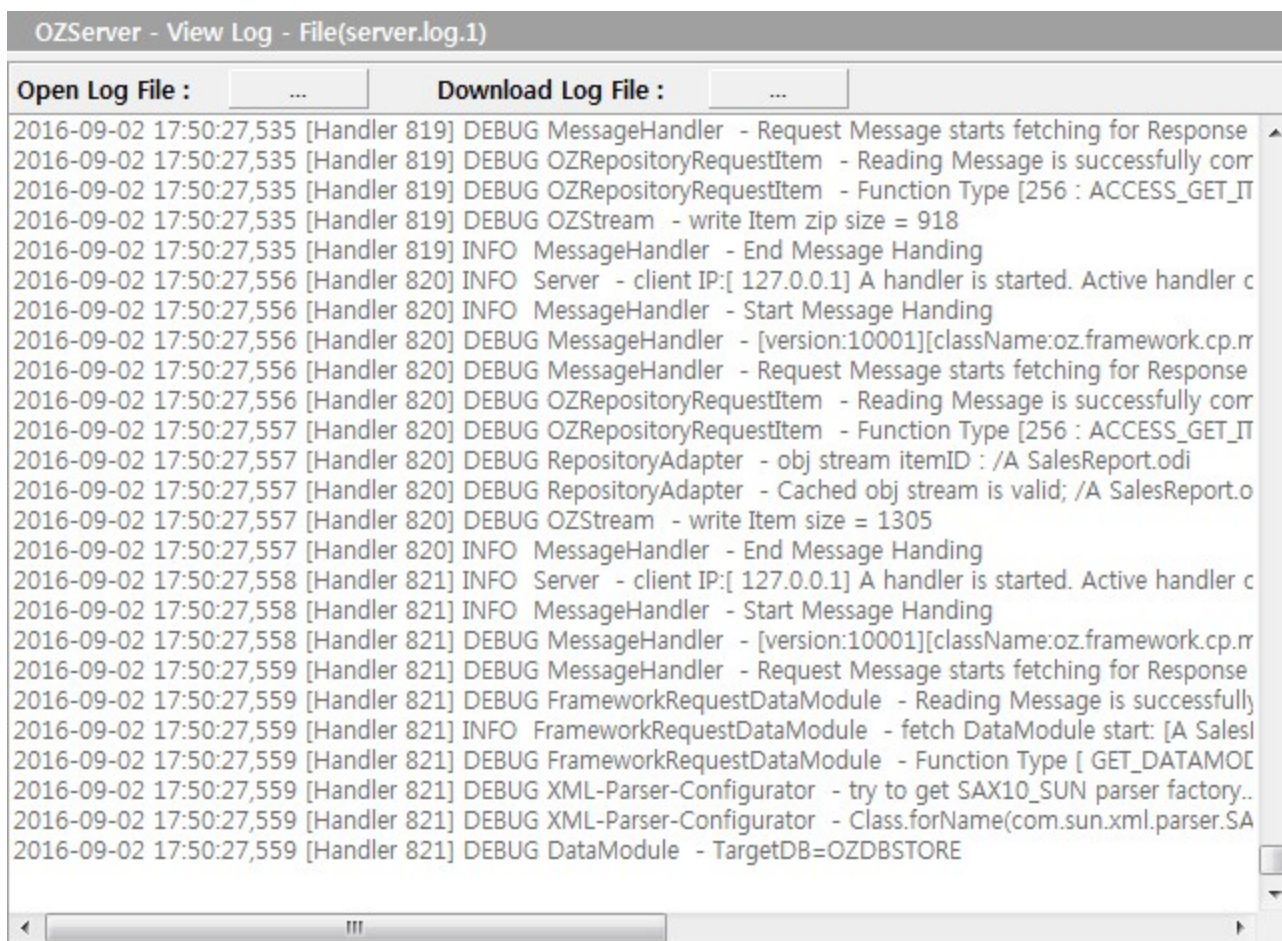 OZServer - View Log - File(server.log.1)
Open Log File : ... Download Log File : ...
2016-09-02 17:50:27,535 [Handler 819] DEBUG MessageHandler - Request Message starts fetching for Response
2016-09-02 17:50:27,535 [Handler 819] DEBUG OZRepositoryRequestItem - Reading Message is successfully com
2016-09-02 17:50:27,535 [Handler 819] DEBUG OZRepositoryRequestItem - Function Type [256 : ACCESS_GET_IT
2016-09-02 17:50:27,535 [Handler 819] DEBUG OZStream - write Item zip size = 918
2016-09-02 17:50:27,535 [Handler 819] INFO MessageHandler - End Message Handing
2016-09-02 17:50:27,556 [Handler 820] INFO Server - client IP:[ 127.0.0.1] A handler is started. Active handler c
2016-09-02 17:50:27,556 [Handler 820] INFO MessageHandler - Start Message Handing
2016-09-02 17:50:27,556 [Handler 820] DEBUG MessageHandler - [version:10001][className:oz.framework.cp.m
2016-09-02 17:50:27,556 [Handler 820] DEBUG MessageHandler - Request Message starts fetching for Response
2016-09-02 17:50:27,556 [Handler 820] DEBUG OZRepositoryRequestItem - Reading Message is successfully com
2016-09-02 17:50:27,557 [Handler 820] DEBUG OZRepositoryRequestItem - Function Type [256 : ACCESS_GET_IT
2016-09-02 17:50:27,557 [Handler 820] DEBUG RepositoryAdapter - obj stream itemID : /A SalesReport.odi
2016-09-02 17:50:27,557 [Handler 820] DEBUG RepositoryAdapter - Cached obj stream is valid; /A SalesReport.o
2016-09-02 17:50:27,557 [Handler 820] DEBUG OZStream - write Item size = 1305
2016-09-02 17:50:27,557 [Handler 820] INFO MessageHandler - End Message Handing
2016-09-02 17:50:27,558 [Handler 821] INFO Server - client IP:[ 127.0.0.1] A handler is started. Active handler c
2016-09-02 17:50:27,558 [Handler 821] INFO MessageHandler - Start Message Handing
2016-09-02 17:50:27,558 [Handler 821] DEBUG MessageHandler - [version:10001][className:oz.framework.cp.m
2016-09-02 17:50:27,559 [Handler 821] DEBUG MessageHandler - Request Message starts fetching for Response
2016-09-02 17:50:27,559 [Handler 821] DEBUG FrameworkRequestDataModule - Reading Message is successfully
2016-09-02 17:50:27,559 [Handler 821] INFO FrameworkRequestDataModule - fetch DataModule start: [A Sales
2016-09-02 17:50:27,559 [Handler 821] DEBUG FrameworkRequestDataModule - Function Type [ GET_DATAMOD
2016-09-02 17:50:27,559 [Handler 821] DEBUG XML-Parser-Configurator - try to get SAX10_SUN parser factory..
2016-09-02 17:50:27,559 [Handler 821] DEBUG XML-Parser-Configurator - Class.forName(com.sun.xml.parser.SA
2016-09-02 17:50:27,559 [Handler 821] DEBUG DataModule - TargetDB=OZDBSTORE